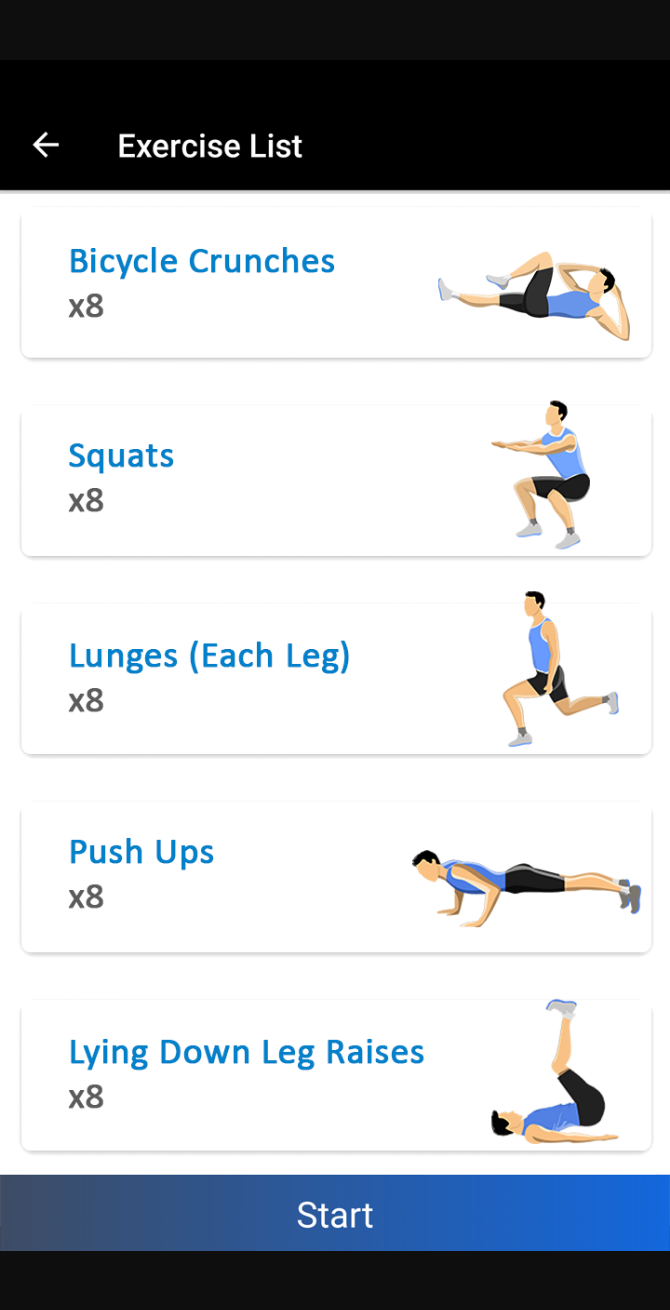 Exercise List
Bicycle Crunches
x8
Squats
x8
Lunges (Each Leg)
x8
Push Ups
x8
Lying Down Leg Raises
x8
Start